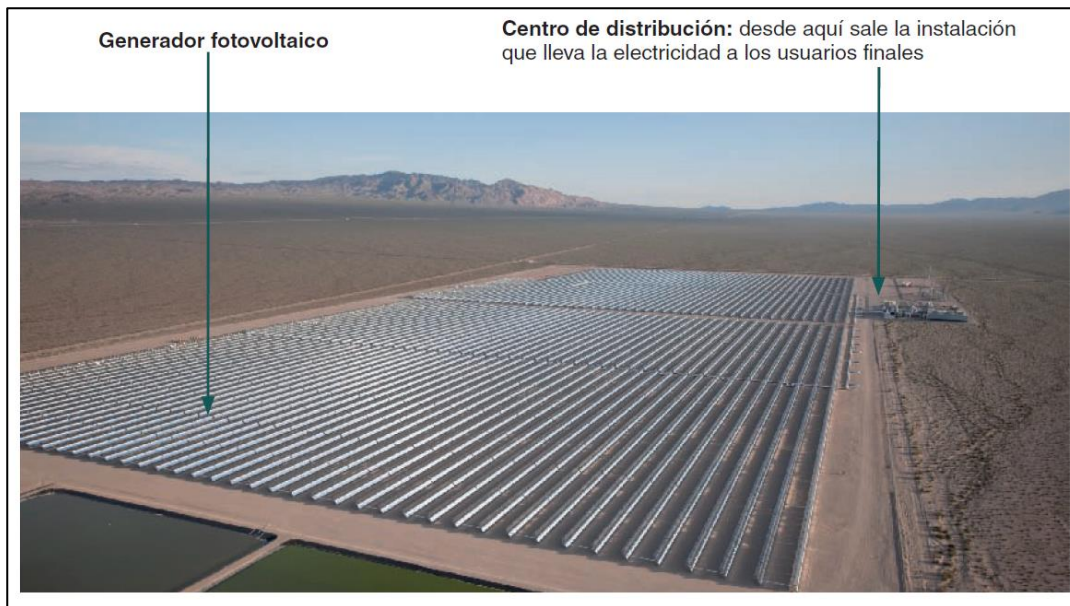 Generador fotovoltaico
Centro de distribución: desde aquí sale la instalación
que lleva la electricidad a los usuarios finales